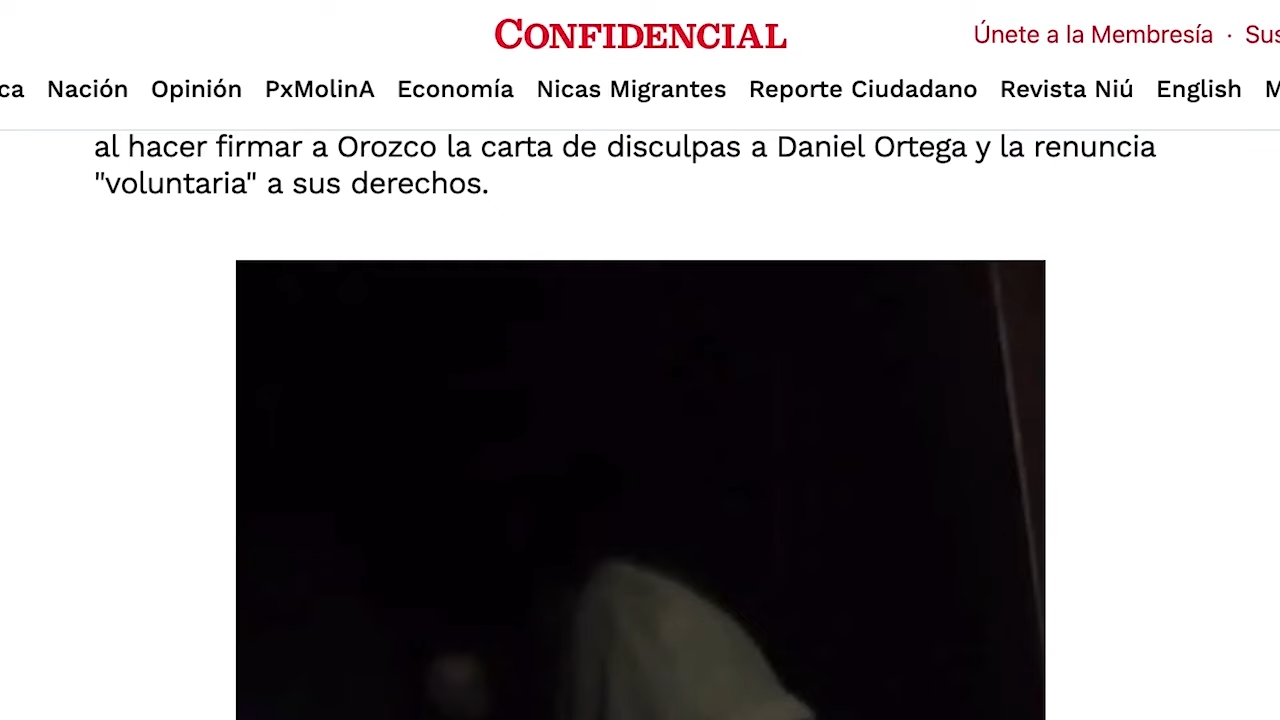 CONFIDENCIAL
Únete a la Membresía · Sus
ca Nación Opinión PxMolinA Economía Nicas Migrantes Reporte Ciudadano Revista Niú English M
al hacer firmar a Orozco la carta de disculpas a Daniel Ortega y la renuncia
"voluntaria" a sus derechos.